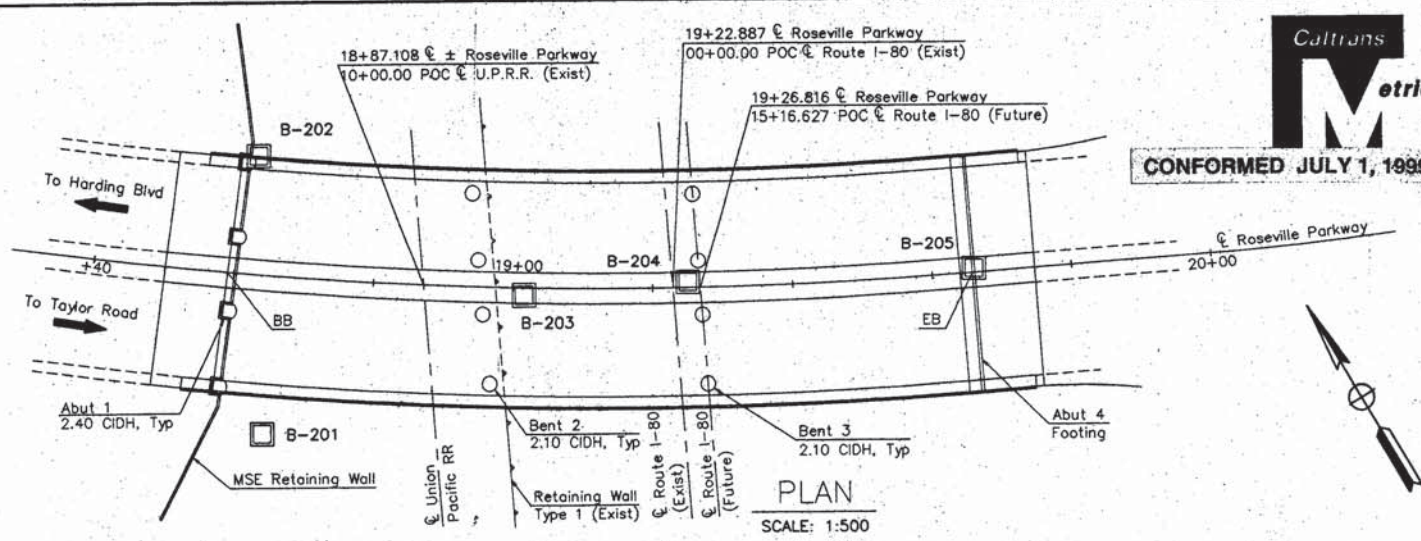 18+87.108 ℄ ± Roseville Parkway
10+00.00 POC ℄ U.P.R.R. (Exist)
19+22.887 ℄ Roseville Parkway
00+00.00 POC ℄ Route I-80 (Exist)
19+26.816 ℄ Roseville Parkway
15+16.627 POC ℄ Route I-80 (Future)
Caltrans
Metric
CONFORMED JULY 1, 1999
B-202
To Harding Blvd
B-205
℄ Roseville Parkway
B-204
+40
19+00
20+00
To Taylor Road
BB
B-203
EB
Abut 1
2.40 CIDH, Typ
B-201
Bent 2
2.10 CIDH, Typ
Bent 3
2.10 CIDH, Typ
Abut 4
Footing
MSE Retaining Wall
℄ Union
Pacific RR
Retaining Wall
Type 1 (Exist)
℄ Route I-80
(Exist)
℄ Route I-80
(Future)
PLAN
SCALE: 1:500